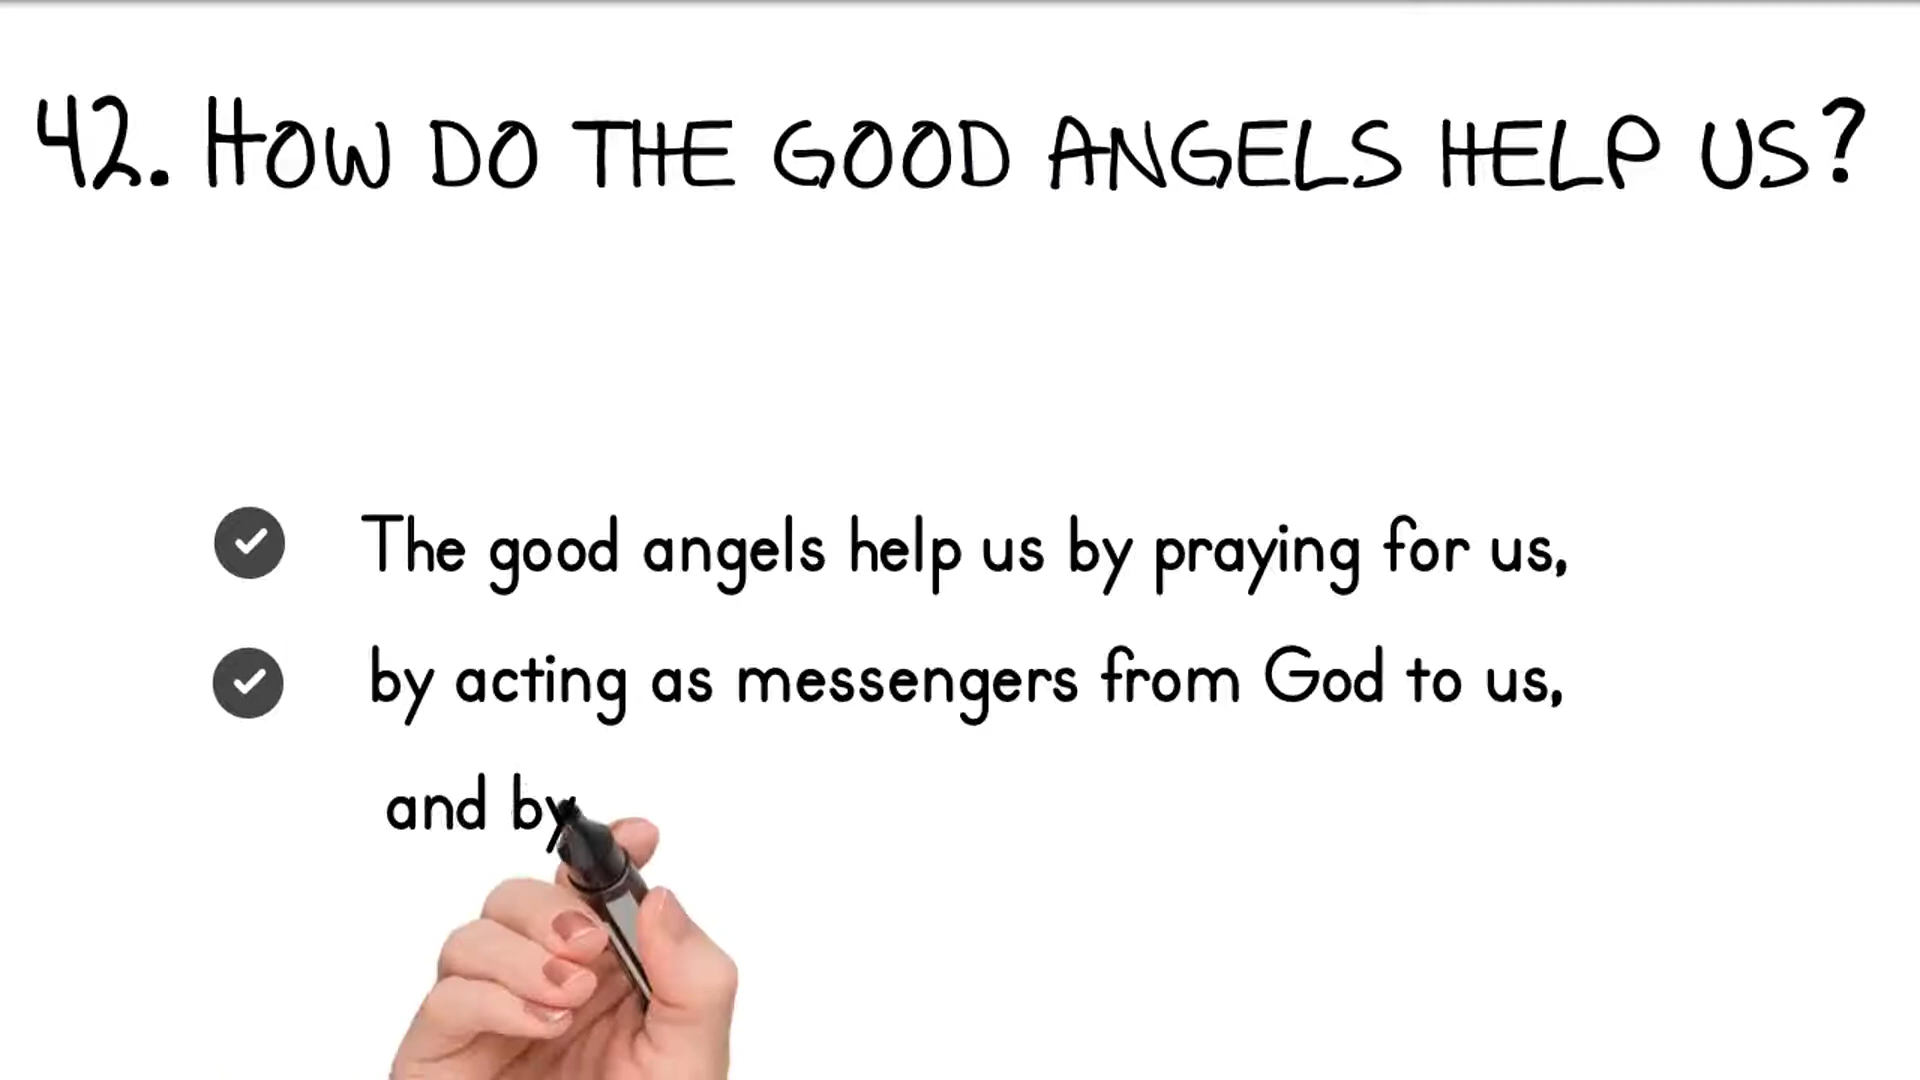 42. HOW DO THE GOOD ANGELS HELP US?
The good angels help us by praying for us,
by acting as messengers from God to us,
and by